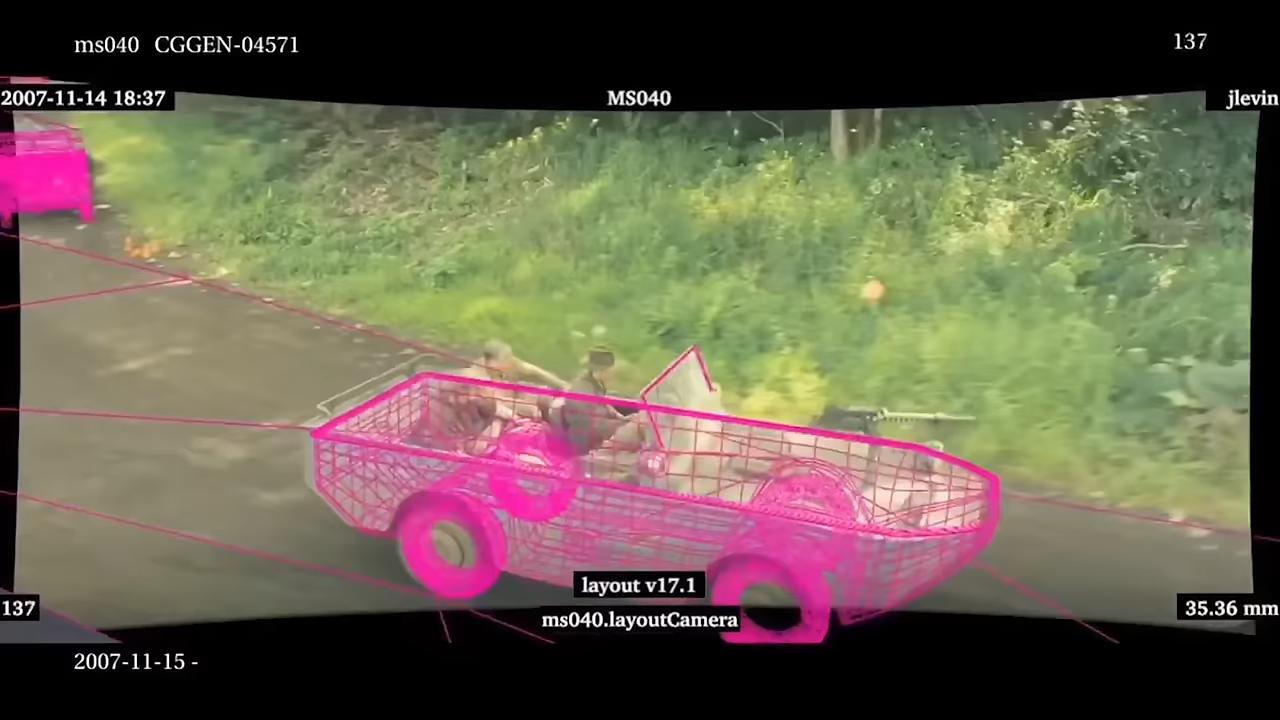 ms040 CGGEN-04571
137
2007-11-14 18:37
MS040
jlevin
layout v17.1
137
35.36 mm
ms040.layoutCamera
2007-11-15 -